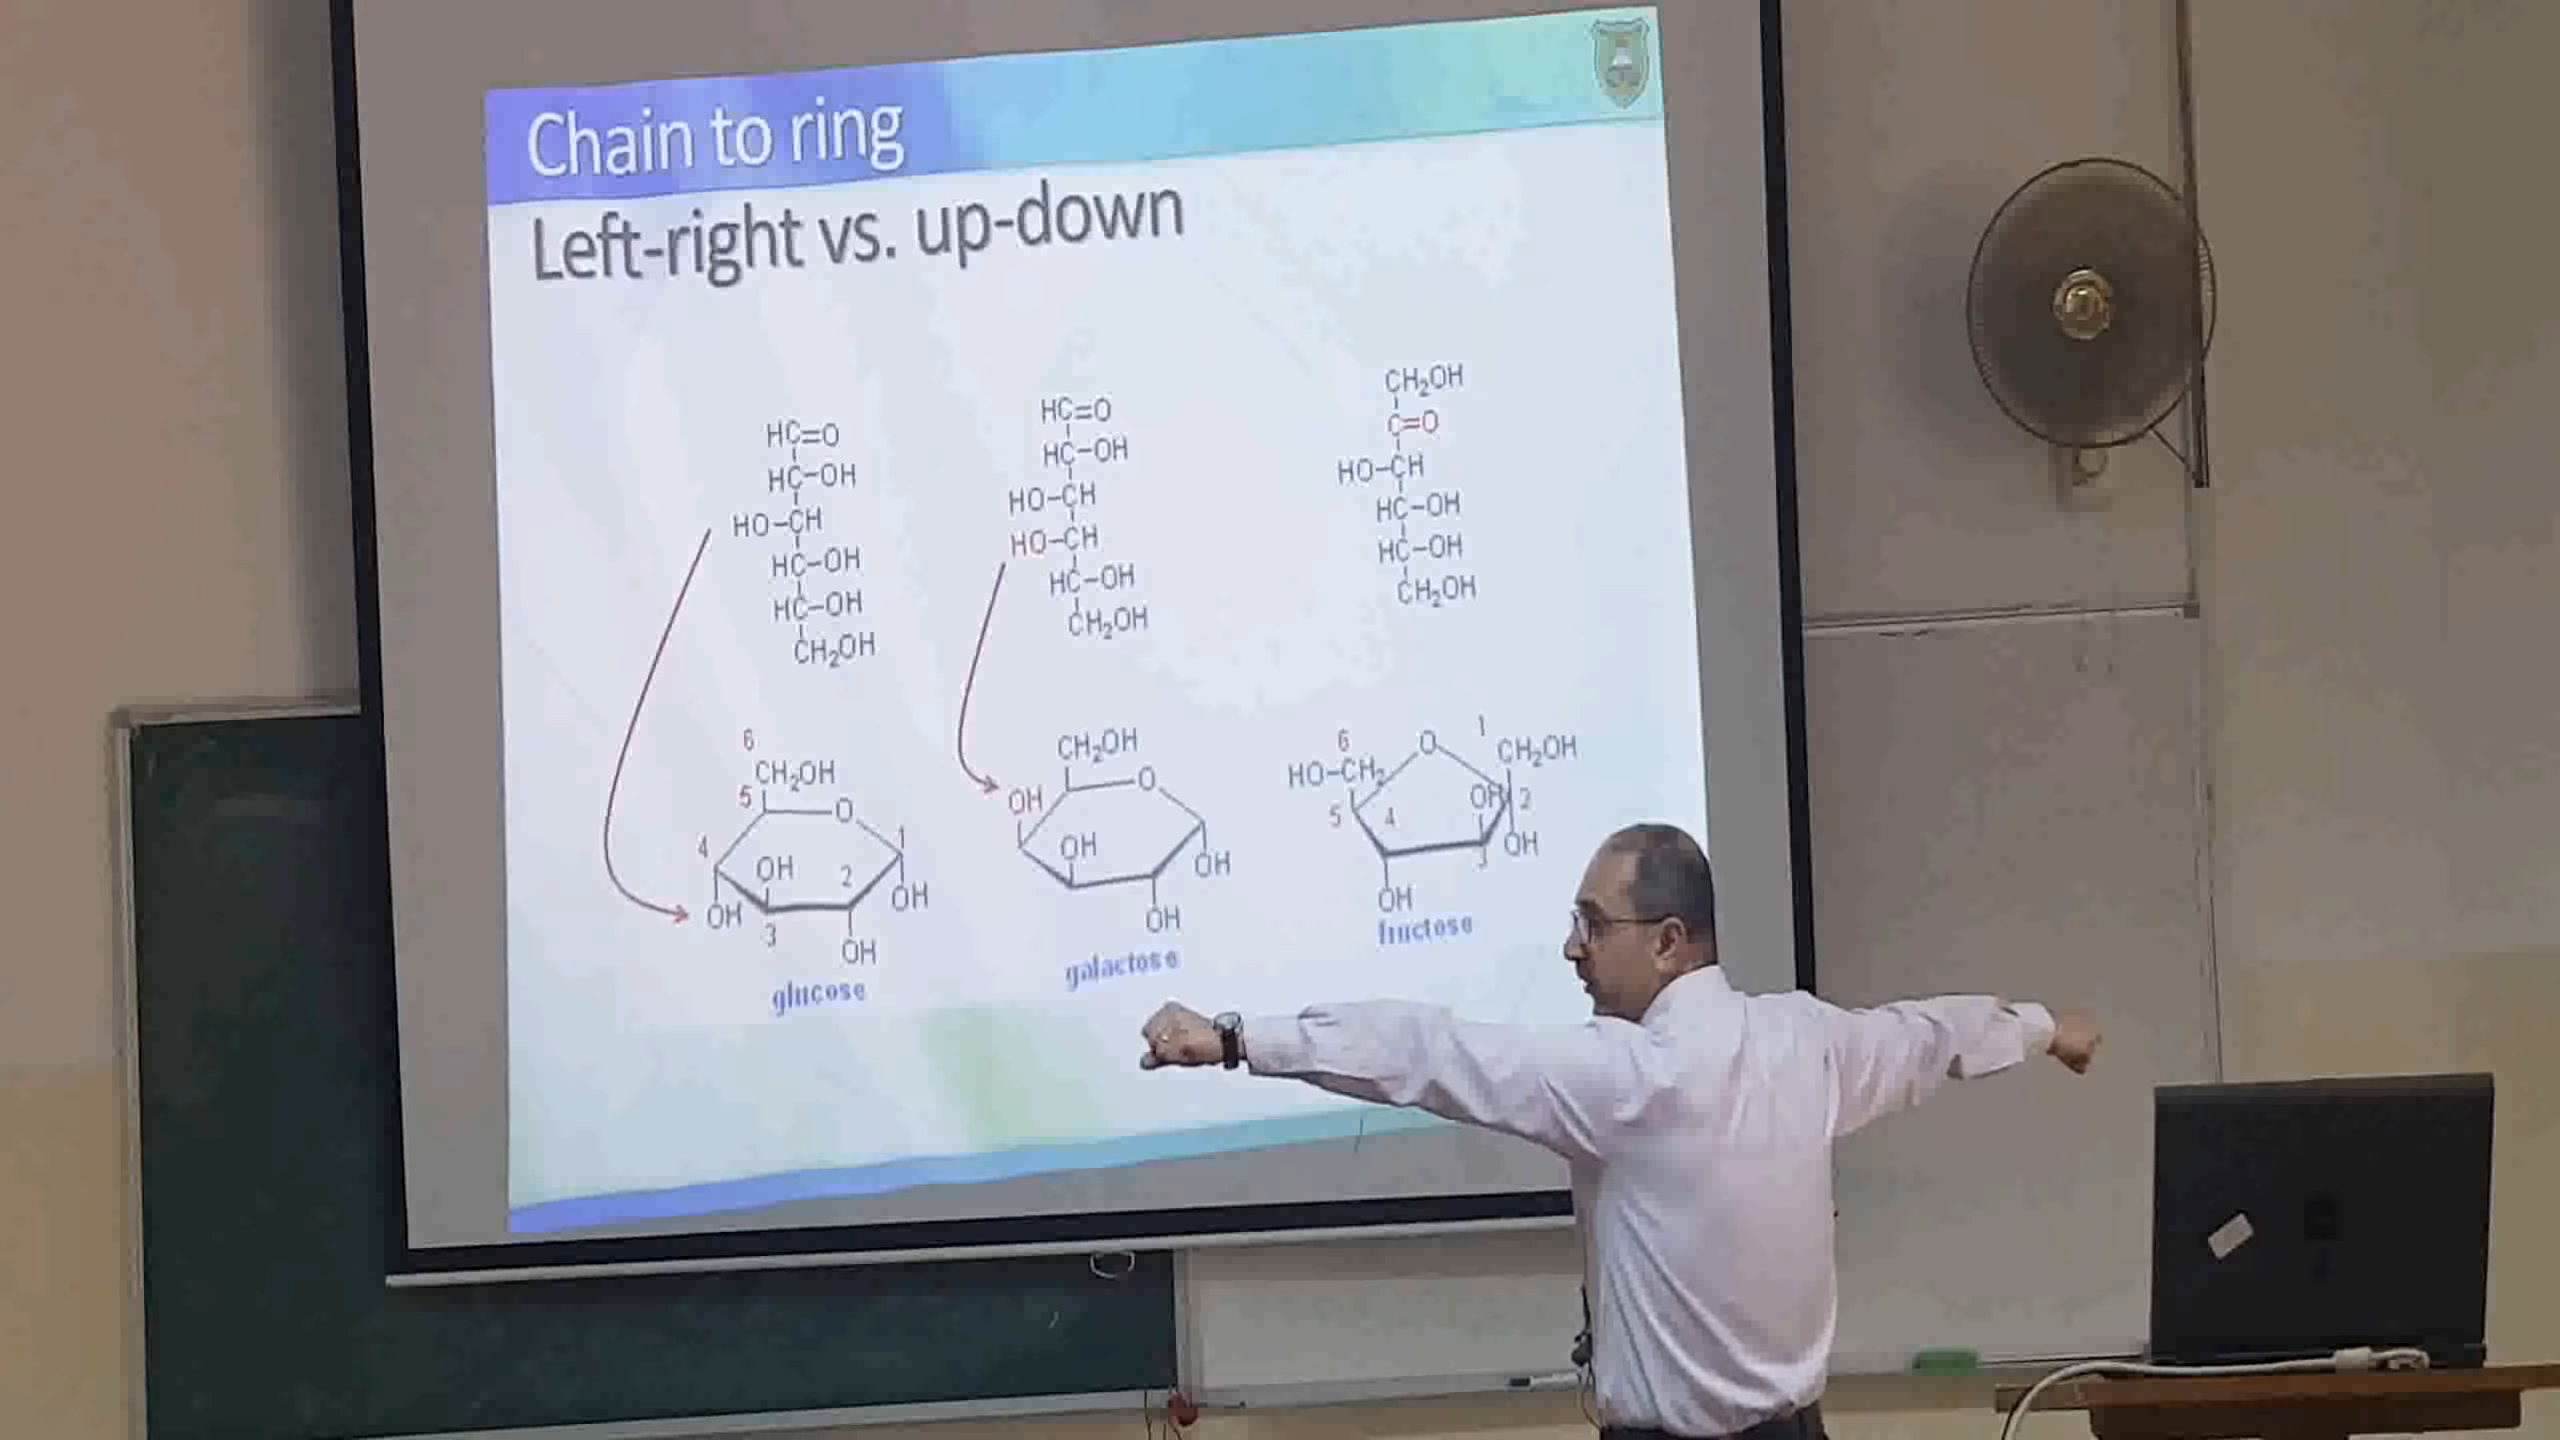 Chain to ring
Left-right vs. up-down
HC=O
HC-OH
HO-CH
HC-OH
HC-OH
CH₂OH
HC=O
HC-OH
HO-CH
HO-CH
HC-OH
CH₂OH
CH₂OH
C=O
HO-CH
HC-OH
HC-OH
CH₂OH
6
CH₂OH
5
O
4
1
OH
2
OH
OH
3
OH
glucose
CH₂OH
O
OH
OH
OH
OH
galactose
6
1
O
CH₂OH
HO-CH₂
OH
2
5
4
OH
3
OH
fructose